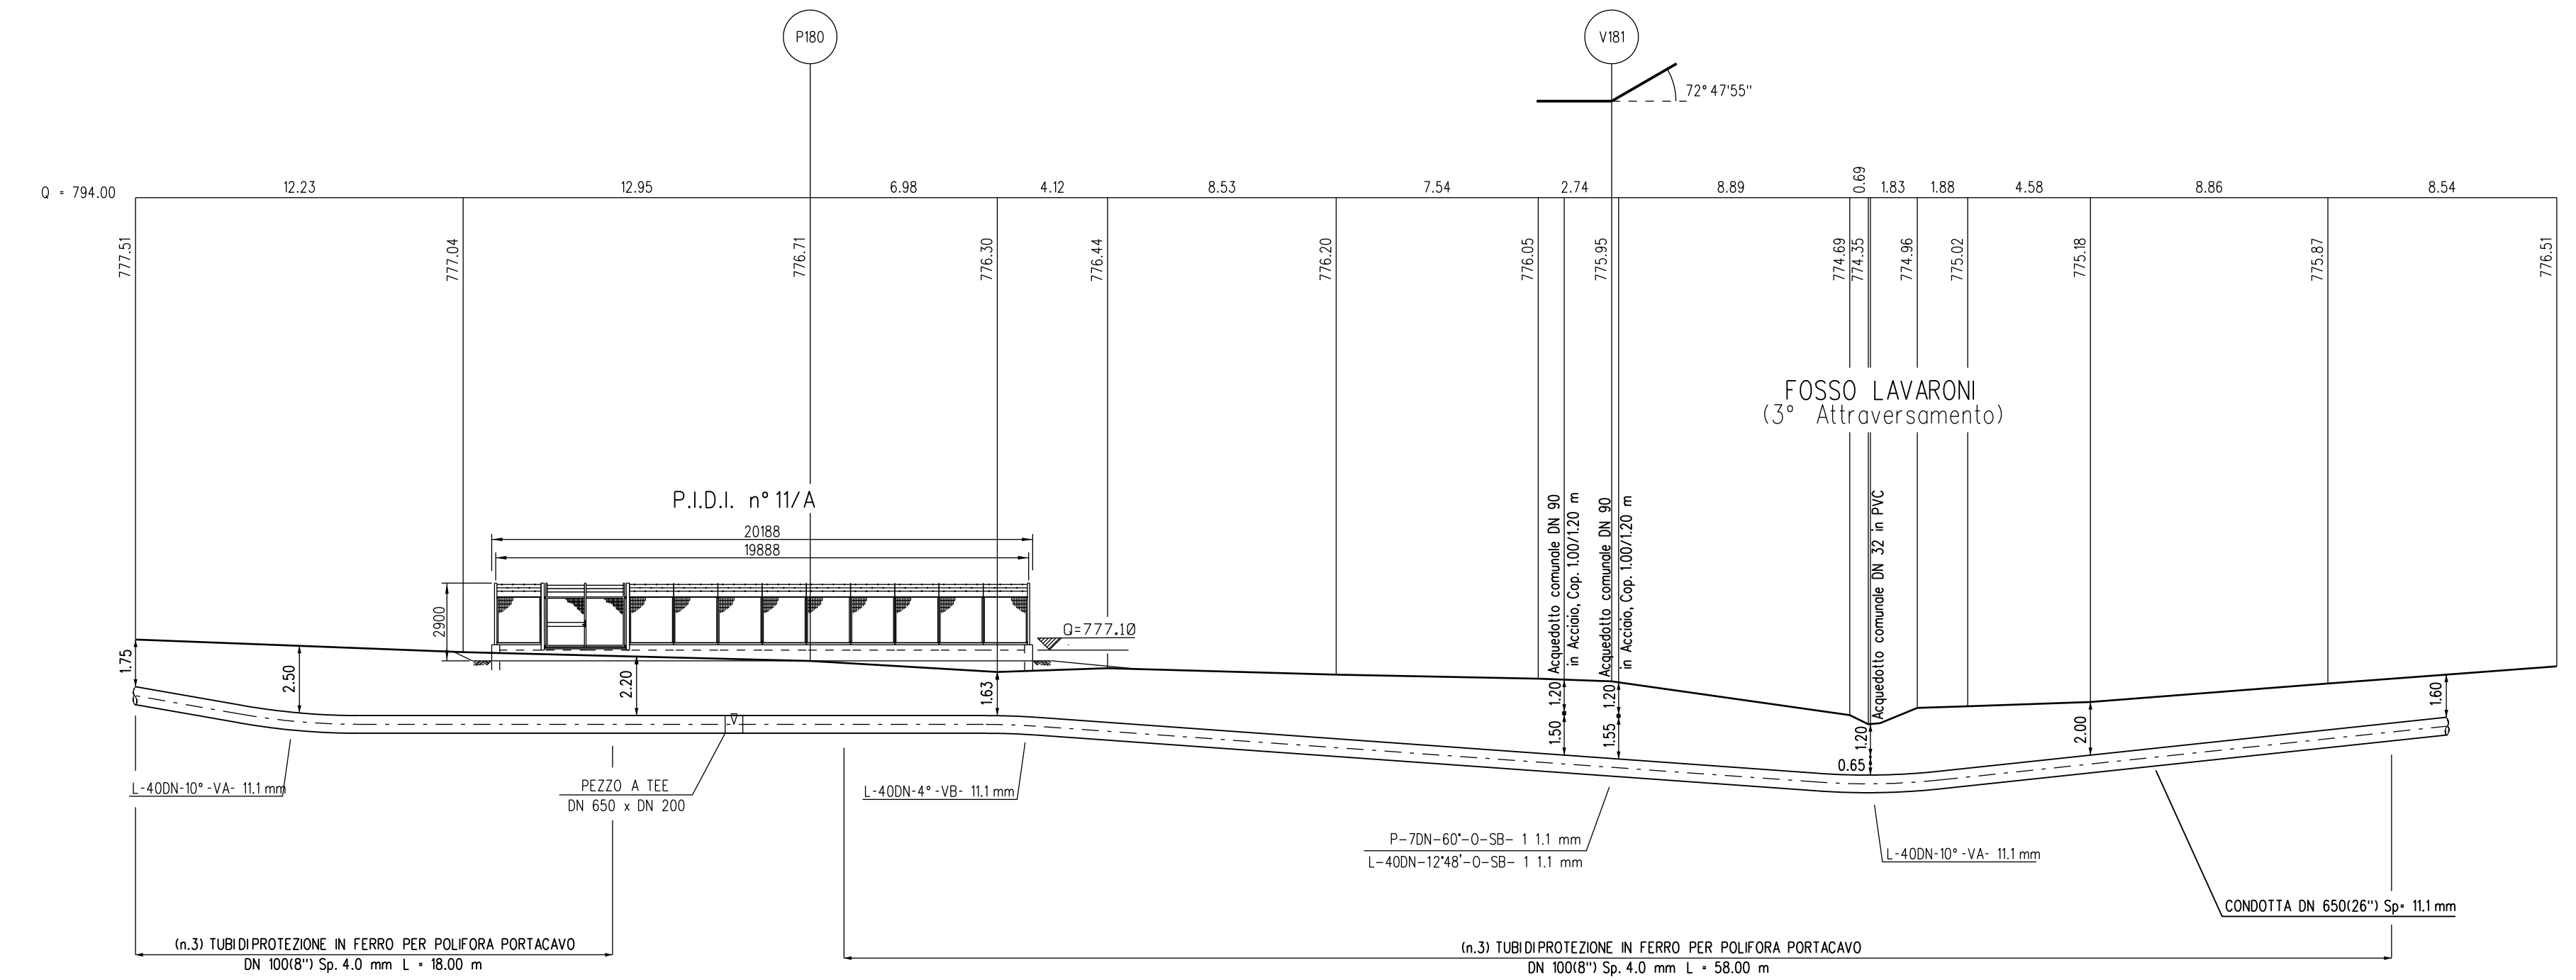 P180
V181
72°47'55"
Q = 794.00
12.23
12.95
6.98
4.12
8.53
7.54
2.74
8.89
0.69
1.83
1.88
4.58
8.86
8.54
777.51
777.04
776.71
776.30
776.44
776.20
776.05
775.95
774.69
774.35
774.96
775.02
775.18
775.87
776.51
FOSSO LAVARONI
(3° Attraversamento)
P.I.D.I. n° 11/A
20188
19888
2900
Q=777.10
Acquedotto comunale DN 90
in Acciaio, Cop. 1.00/1.20 m
Acquedotto comunale DN 90
in Acciaio, Cop. 1.00/1.20 m
Acquedotto comunale DN 32 in PVC
1.75
2.50
2.20
1.63
1.20
1.50
1.20
1.55
1.20
0.65
2.00
1.60
L-40DN-10°-VA- 11.1 mm
PEZZO A TEE
DN 650 x DN 200
L-40DN-4°-VB- 11.1 mm
P-7DN-60°-O-SB- 1 1.1 mm
L-40DN-12°48'-O-SB- 1 1.1 mm
L-40DN-10°-VA- 11.1 mm
CONDOTTA DN 650(26") Sp= 11.1 mm
(n.3) TUBI DI PROTEZIONE IN FERRO PER POLIFORA PORTACAVO
DN 100(8") Sp. 4.0 mm L = 18.00 m
(n.3) TUBI DI PROTEZIONE IN FERRO PER POLIFORA PORTACAVO
DN 100(8") Sp. 4.0 mm L = 58.00 m